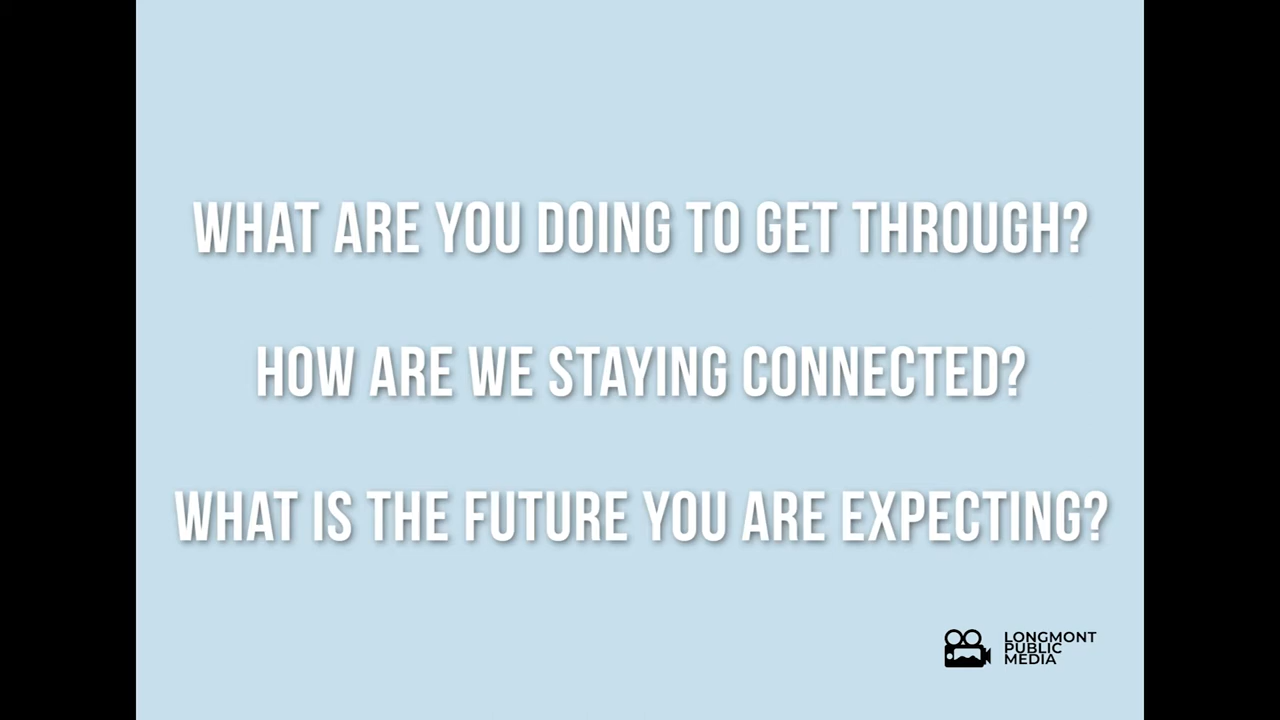 WHAT ARE YOU DOING TO GET THROUGH?
HOW ARE WE STAYING CONNECTED?
WHAT IS THE FUTURE YOU ARE EXPECTING?
LONGMONT
PUBLIC
MEDIA